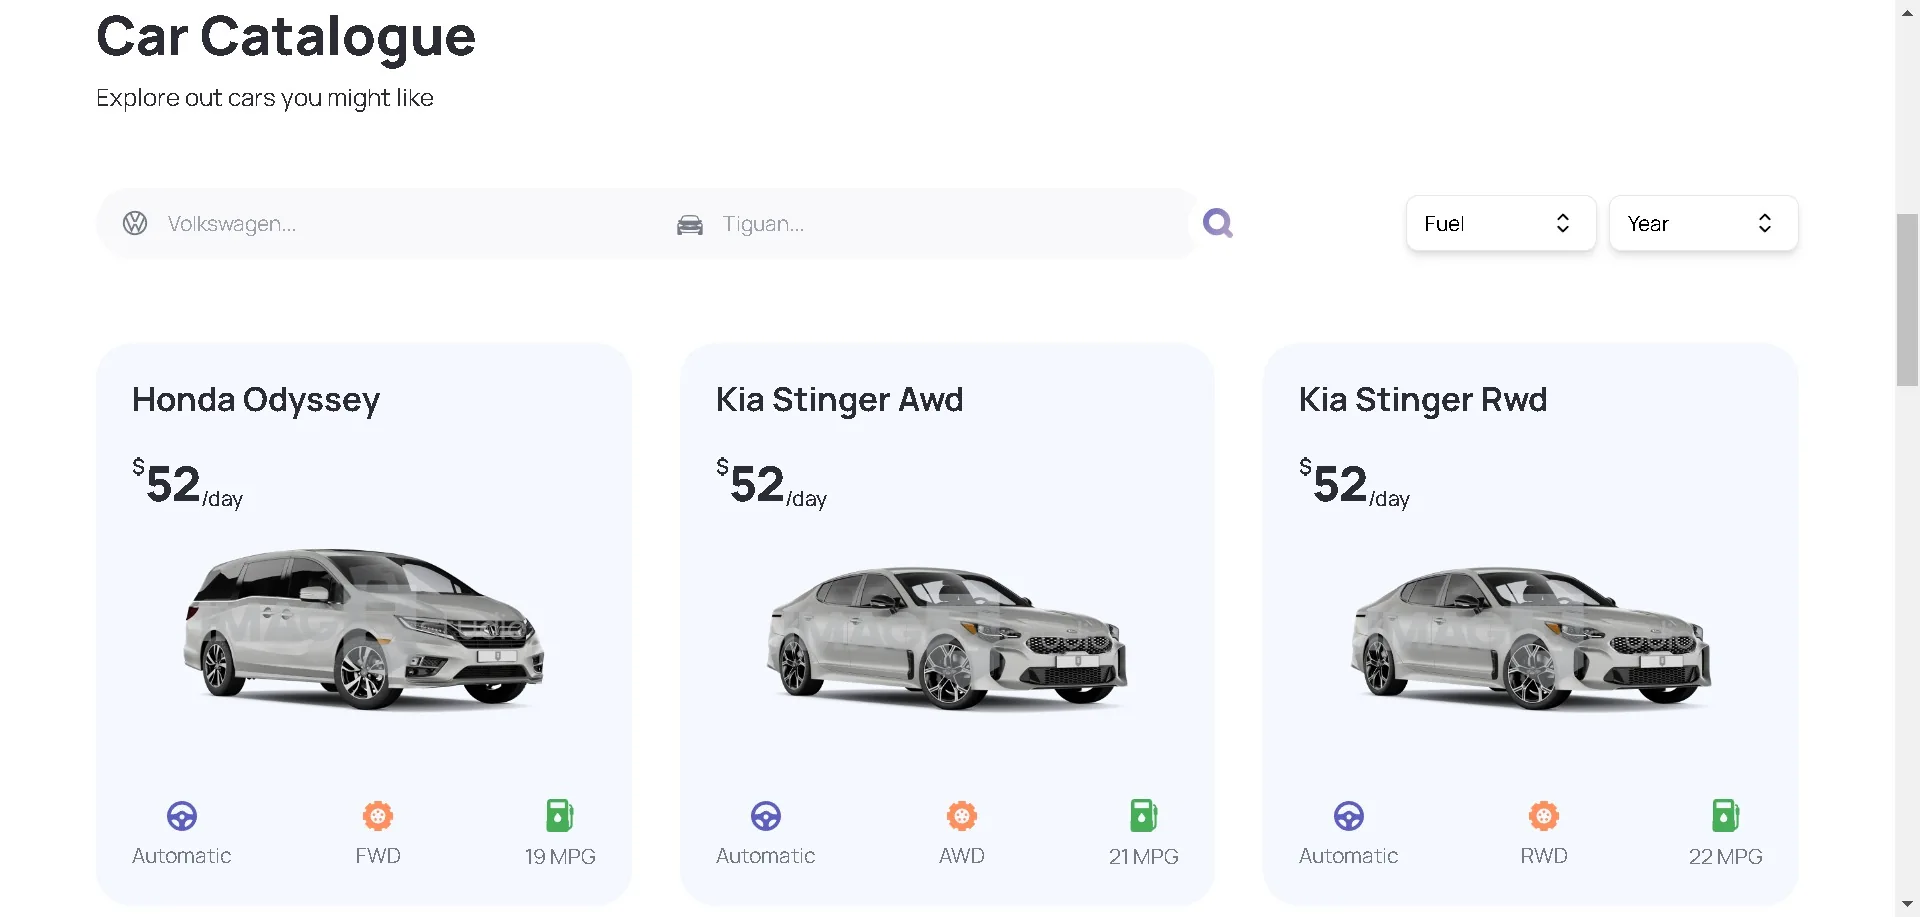 Car Catalogue
Explore out cars you might like
Volkswagen...
Tiguan...
Fuel
Year
Honda Odyssey
$52/day
Automatic
FWD
19 MPG
Kia Stinger Awd
$52/day
Automatic
AWD
21 MPG
Kia Stinger Rwd
$52/day
Automatic
RWD
22 MPG